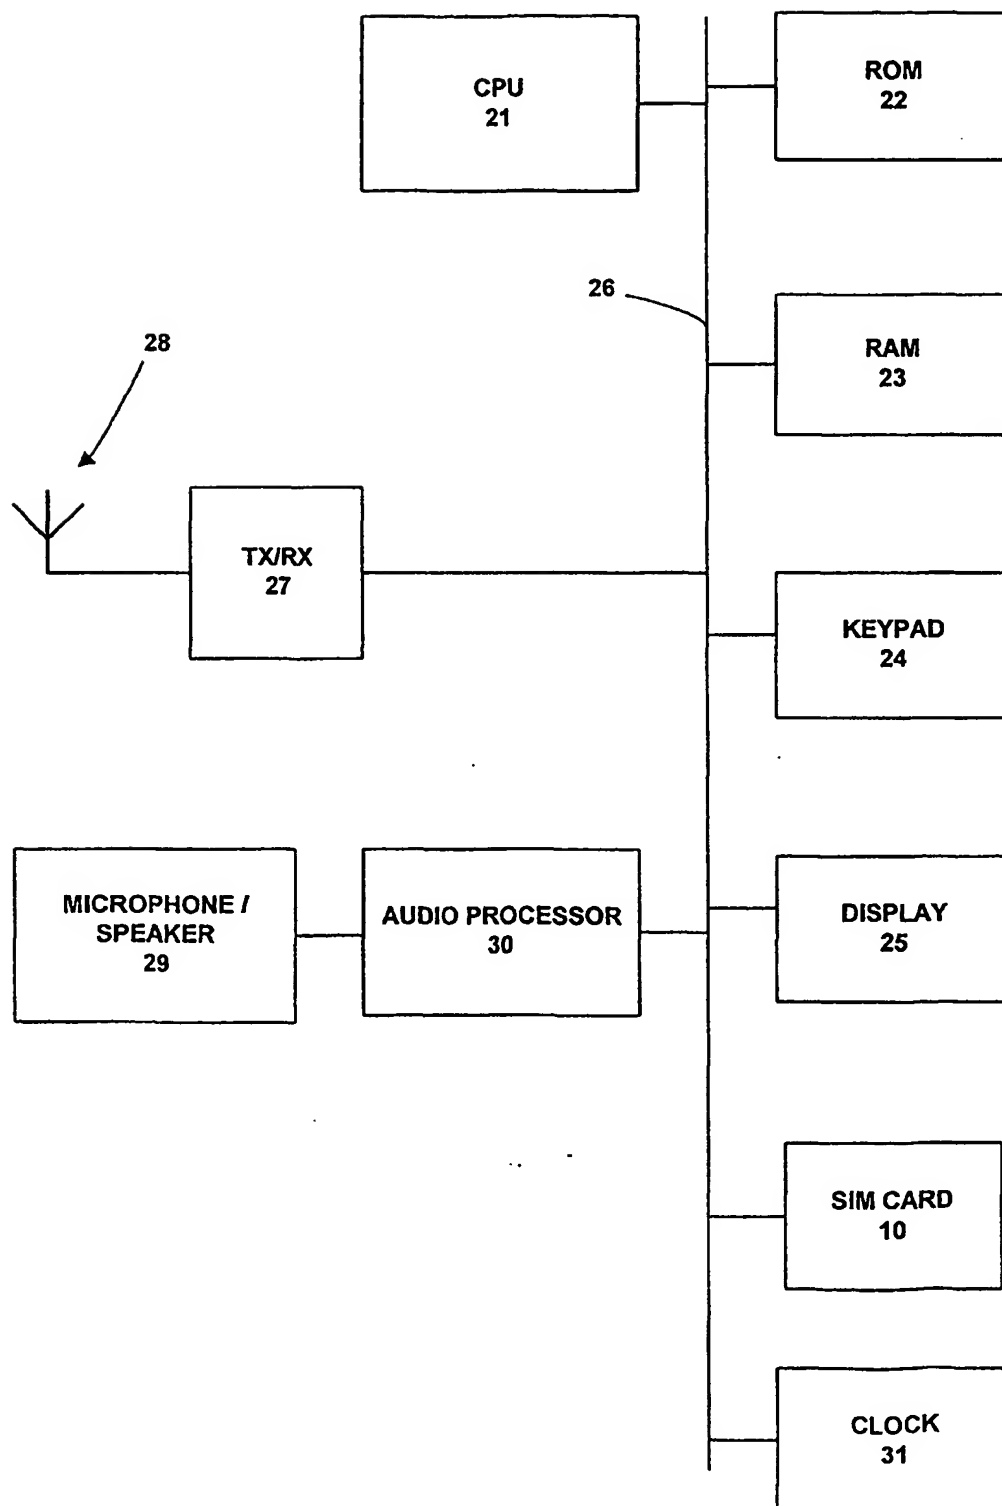 CPU
21
ROM
22
26
RAM
23
28
TX/RX
27
KEYPAD
24
MICROPHONE /
SPEAKER
29
AUDIO PROCESSOR
30
DISPLAY
25
SIM CARD
10
CLOCK
31